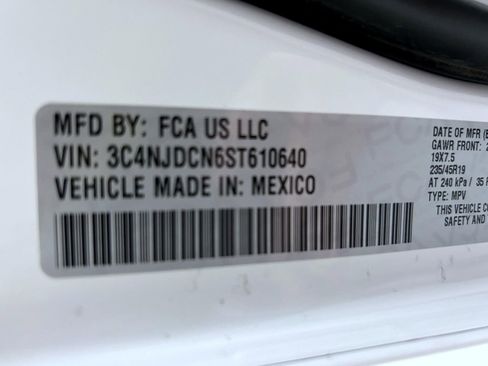 MFD BY: FCA US LLC
VIN: 3C4NJDCN6ST610640
VEHICLE MADE IN: MEXICO
DATE OF MFR
GAWR FRONT:
19X7.5
235/45R19
AT 240 kPa / 35
TYPE: MPV
THIS VEHICLE
SAFETY AND